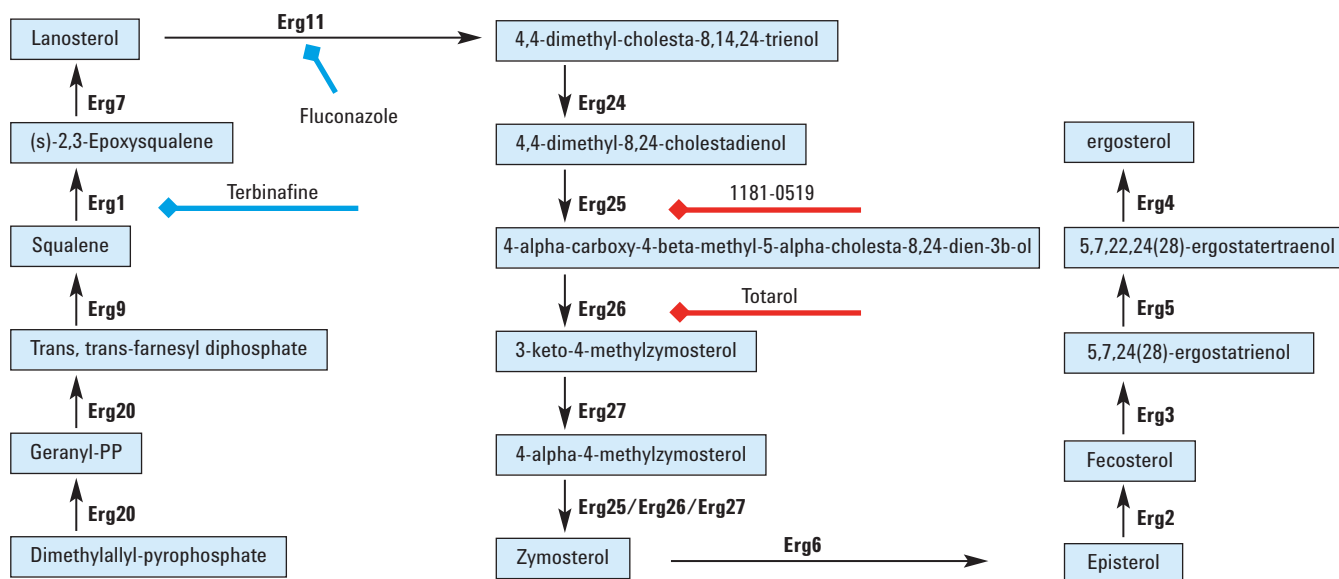 Lanosterol
Erg11
Fluconazole
Erg7
(s)-2,3-Epoxysqualene
Erg1
Terbinafine
Squalene
Erg9
Trans, trans-farnesyl diphosphate
Erg20
Geranyl-PP
Erg20
Dimethylallyl-pyrophosphate
4,4-dimethyl-cholesta-8,14,24-trienol
Erg24
4,4-dimethyl-8,24-cholestadienol
Erg25
1181-0519
4-alpha-carboxy-4-beta-methyl-5-alpha-cholesta-8,24-dien-3b-ol
Erg26
Totarol
3-keto-4-methylzymosterol
Erg27
4-alpha-4-methylzymosterol
Erg25/Erg26/Erg27
Zymosterol
Erg6
ergosterol
Erg4
5,7,22,24(28)-ergostatertraenol
Erg5
5,7,24(28)-ergostatrienol
Erg3
Fecosterol
Erg2
Episterol